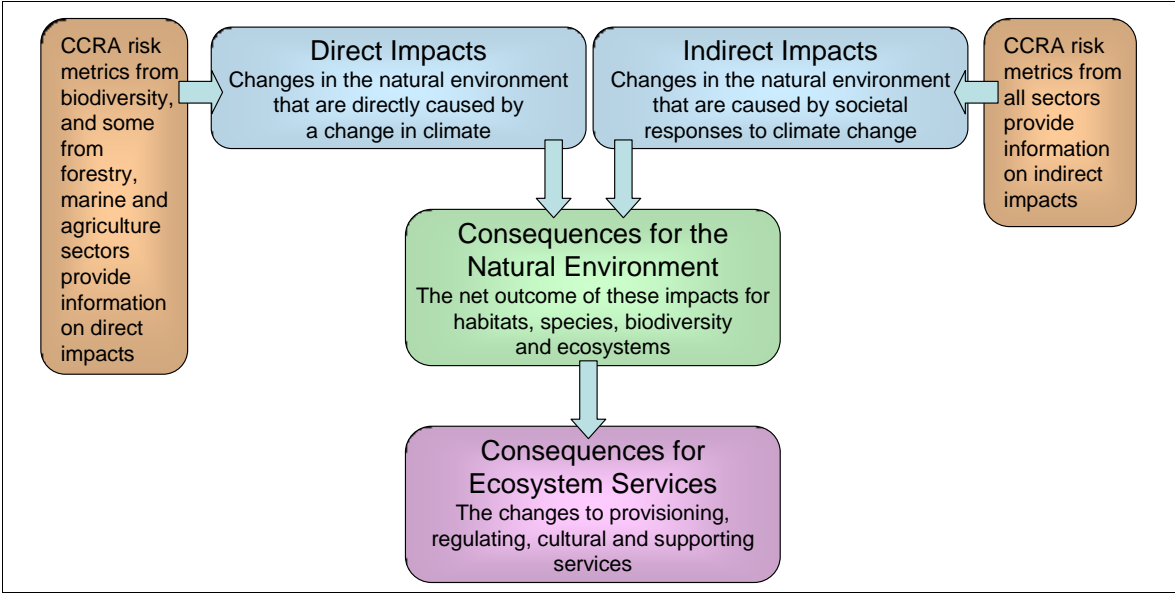 CCRA risk
metrics from
biodiversity,
and some
from
forestry,
marine and
agriculture
sectors
provide
information
on direct
impacts
Direct Impacts
Changes in the natural environment
that are directly caused by
a change in climate
Indirect Impacts
Changes in the natural environment
that are caused by societal
responses to climate change
CCRA risk
metrics from
all sectors
provide
information
on indirect
impacts
Consequences for the
Natural Environment
The net outcome of these impacts for
habitats, species, biodiversity
and ecosystems
Consequences for
Ecosystem Services
The changes to provisioning,
regulating, cultural and supporting
services